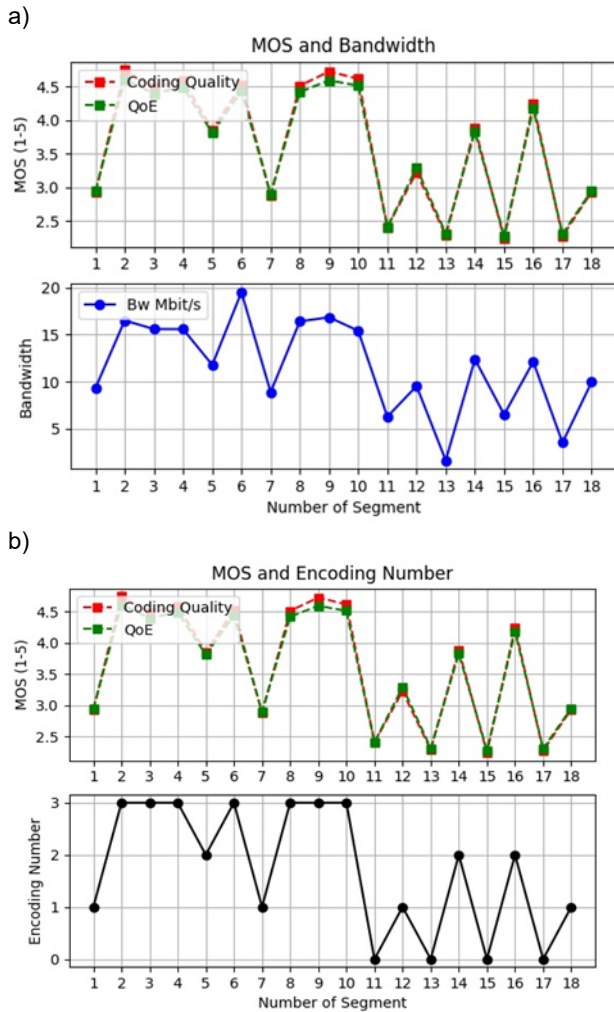 a)
MOS and Bandwidth
4.5
4.0
3.5
3.0
2.5
MOS (1-5)
Coding Quality
QoE
1 2 3 4 5 6 7 8 9 10 11 12 13 14 15 16 17 18
20
15
10
5
Bandwidth
Bw Mbit/s
1 2 3 4 5 6 7 8 9 10 11 12 13 14 15 16 17 18
Number of Segment
b)
MOS and Encoding Number
4.5
4.0
3.5
3.0
2.5
MOS (1-5)
Coding Quality
QoE
1 2 3 4 5 6 7 8 9 10 11 12 13 14 15 16 17 18
3
2
1
0
Encoding Number
1 2 3 4 5 6 7 8 9 10 11 12 13 14 15 16 17 18
Number of Segment